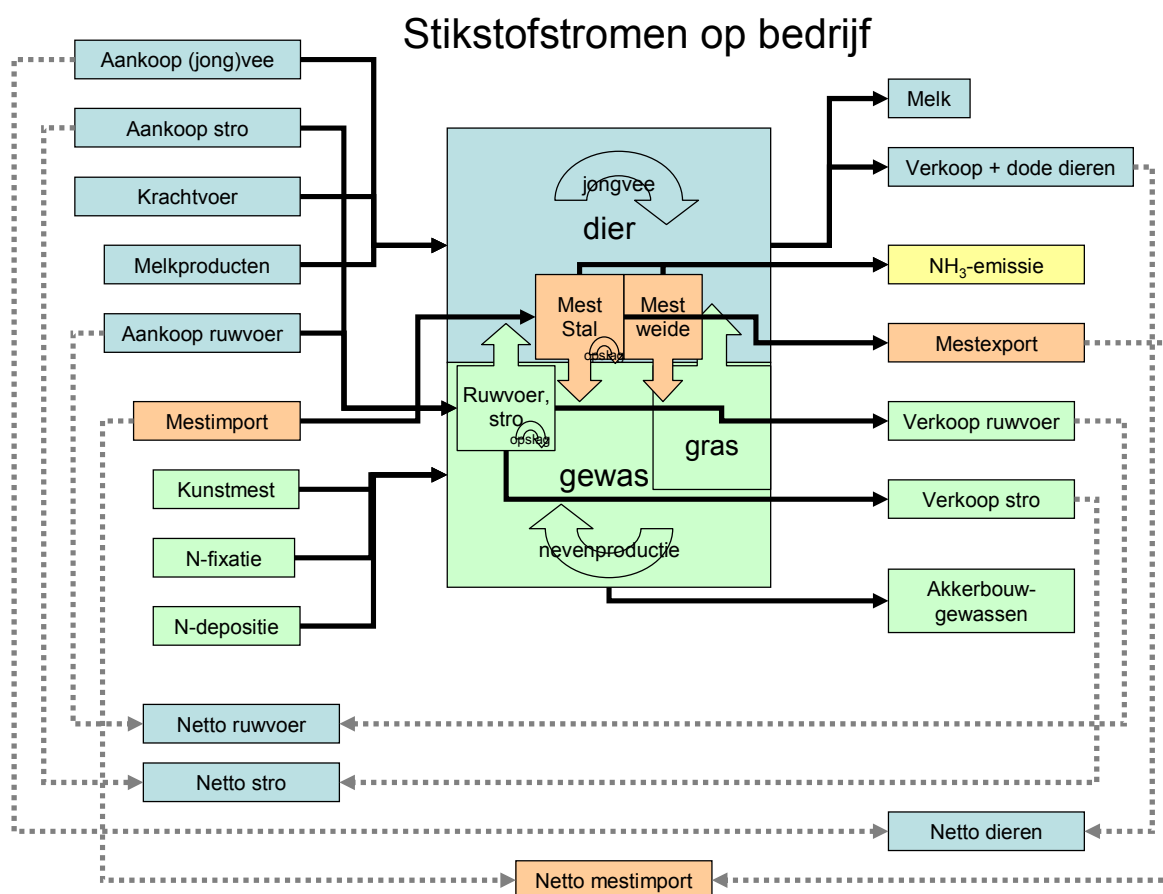 Stikstofstromen op bedrijf
Aankoop (jong)vee
Aankoop stro
Krachtvoer
Melkproducten
Aankoop ruwvoer
Mestimport
Kunstmest
N-fixatie
N-depositie
jongvee
dier
Mest
Stal
opslag
Mest
weide
Ruwvoer,
stro
opslag
gras
gewas
nevenproductie
Melk
Verkoop + dode dieren
NH₃-emissie
Mestexport
Verkoop ruwvoer
Verkoop stro
Akkerbouw-
gewassen
Netto ruwvoer
Netto stro
Netto dieren
Netto mestimport